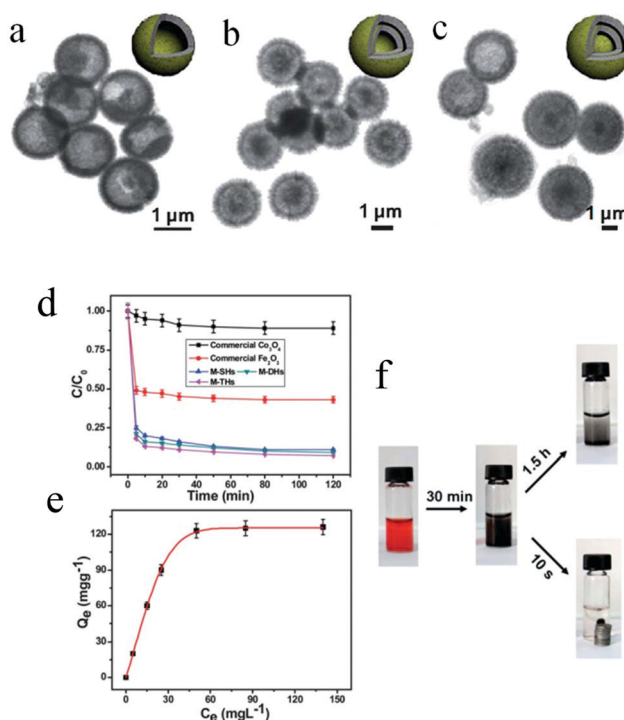 a
b
c
1 µm
1 µm
1 µm
d
1.00
0.75
0.50
0.25
0.00
C/C0
Commercial Co3O4
Commercial Fe2O3
M-SHs M-DHs
M-THs
0 20 40 60 80 100 120
Time (min)
e
120
90
60
30
0
Qe (mgg-1)
0 30 60 90 120 150
Ce (mgL-1)
f
30 min
1.5 h
10 s